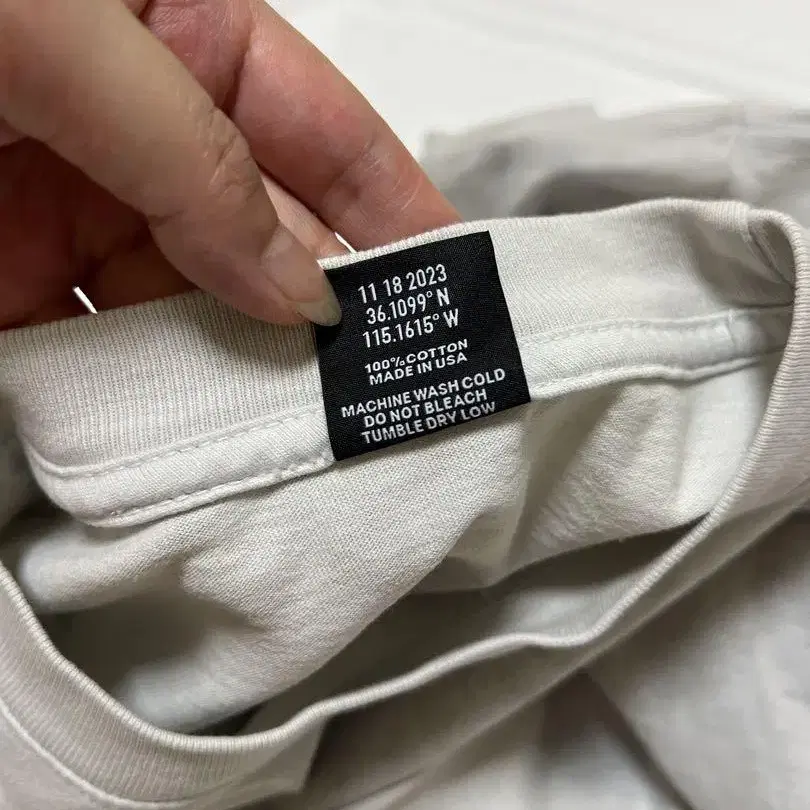 11 18 2023
36.1099° N
115.1615° W
100% COTTON
MADE IN USA
MACHINE WASH COLD
DO NOT BLEACH
TUMBLE DRY LOW